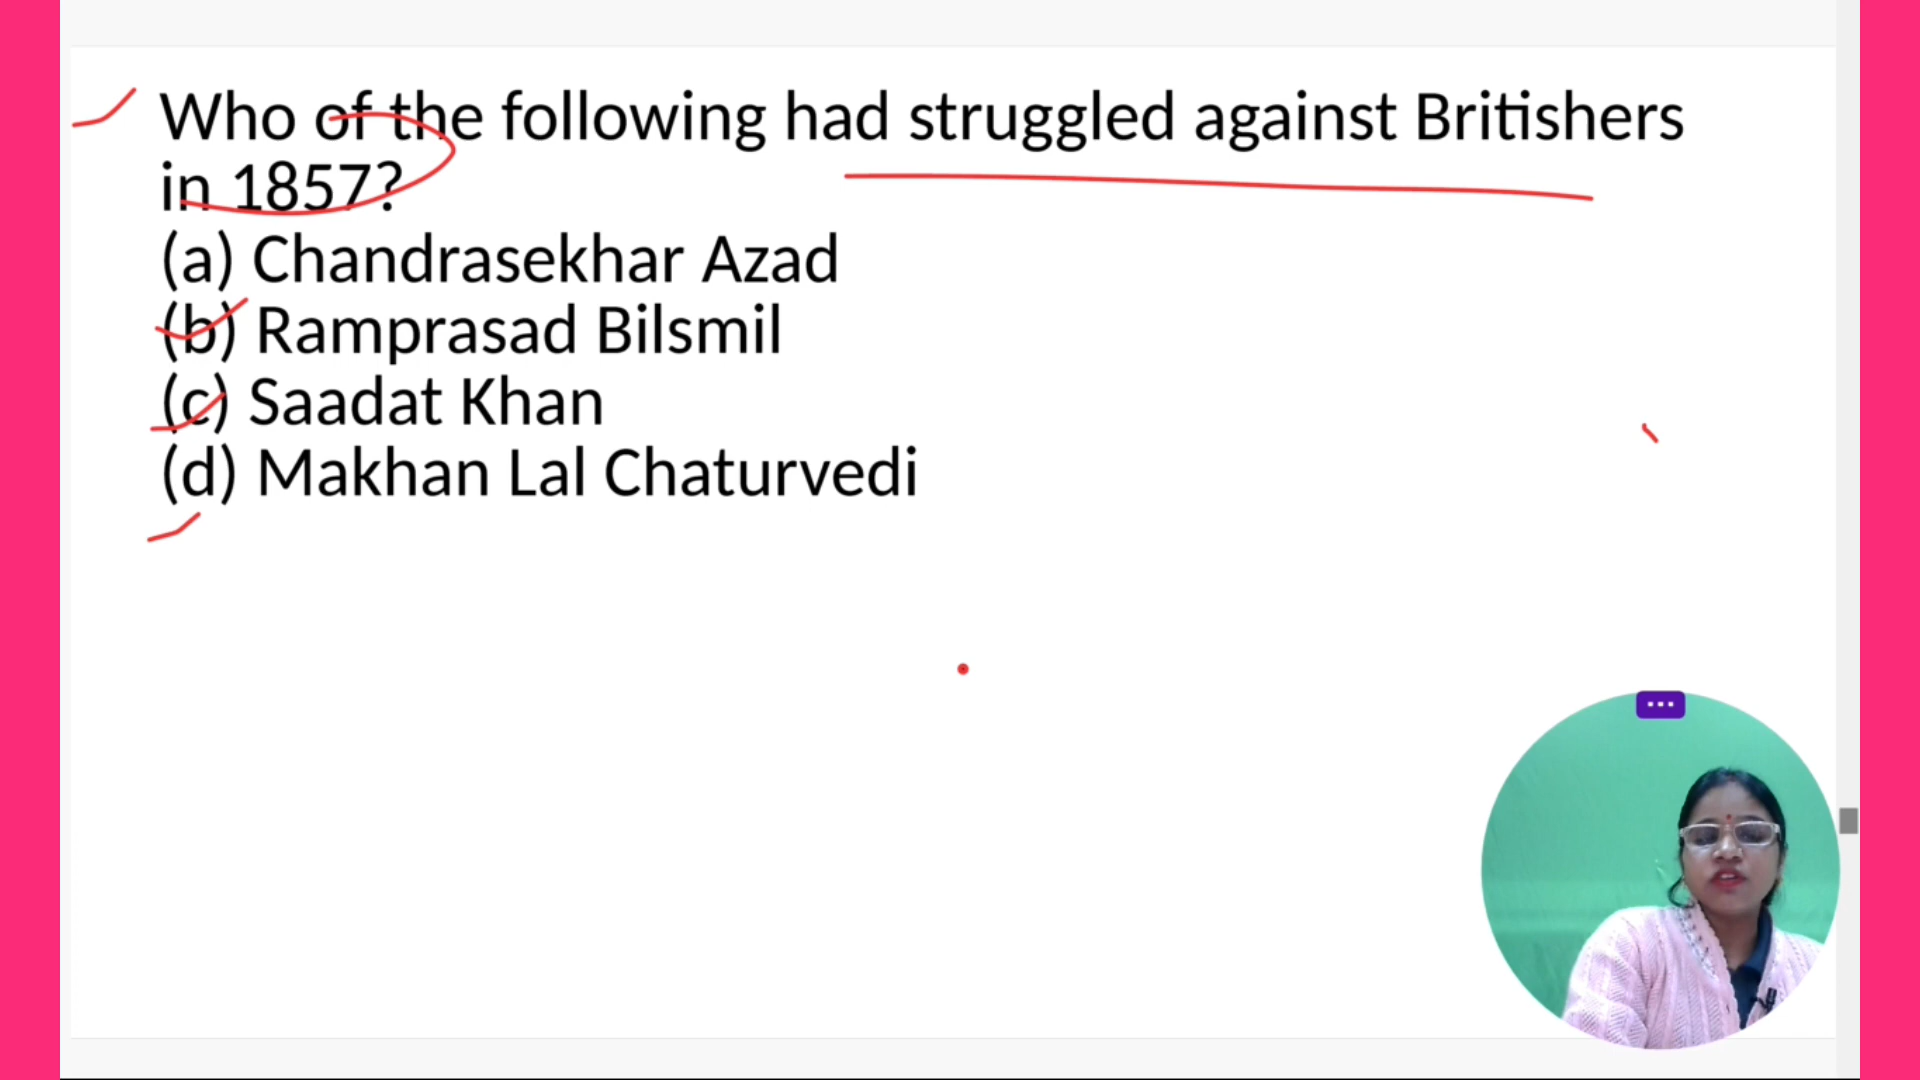 Who of the following had struggled against Britishers
in 1857?
(a) Chandrasekhar Azad
(b) Ramprasad Bilsmil
(c) Saadat Khan
(d) Makhan Lal Chaturvedi